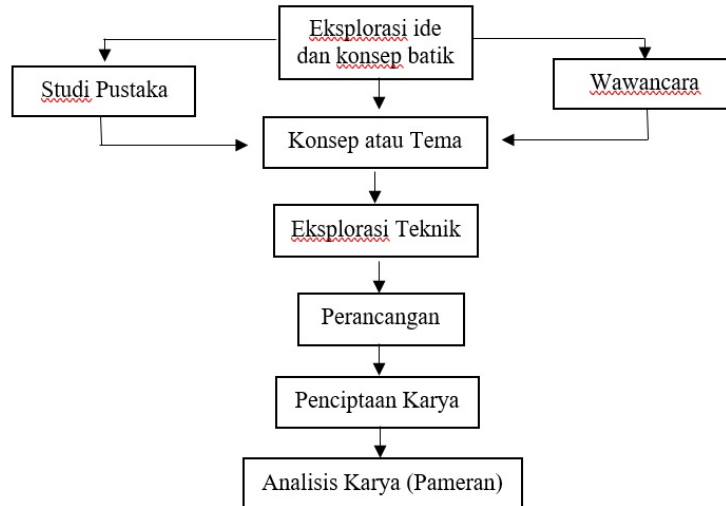 Eksplorasi ide
dan konsep batik
Studi Pustaka
Wawancara
Konsep atau Tema
Eksplorasi Teknik
Perancangan
Penciptaan Karya
Analisis Karya (Pameran)